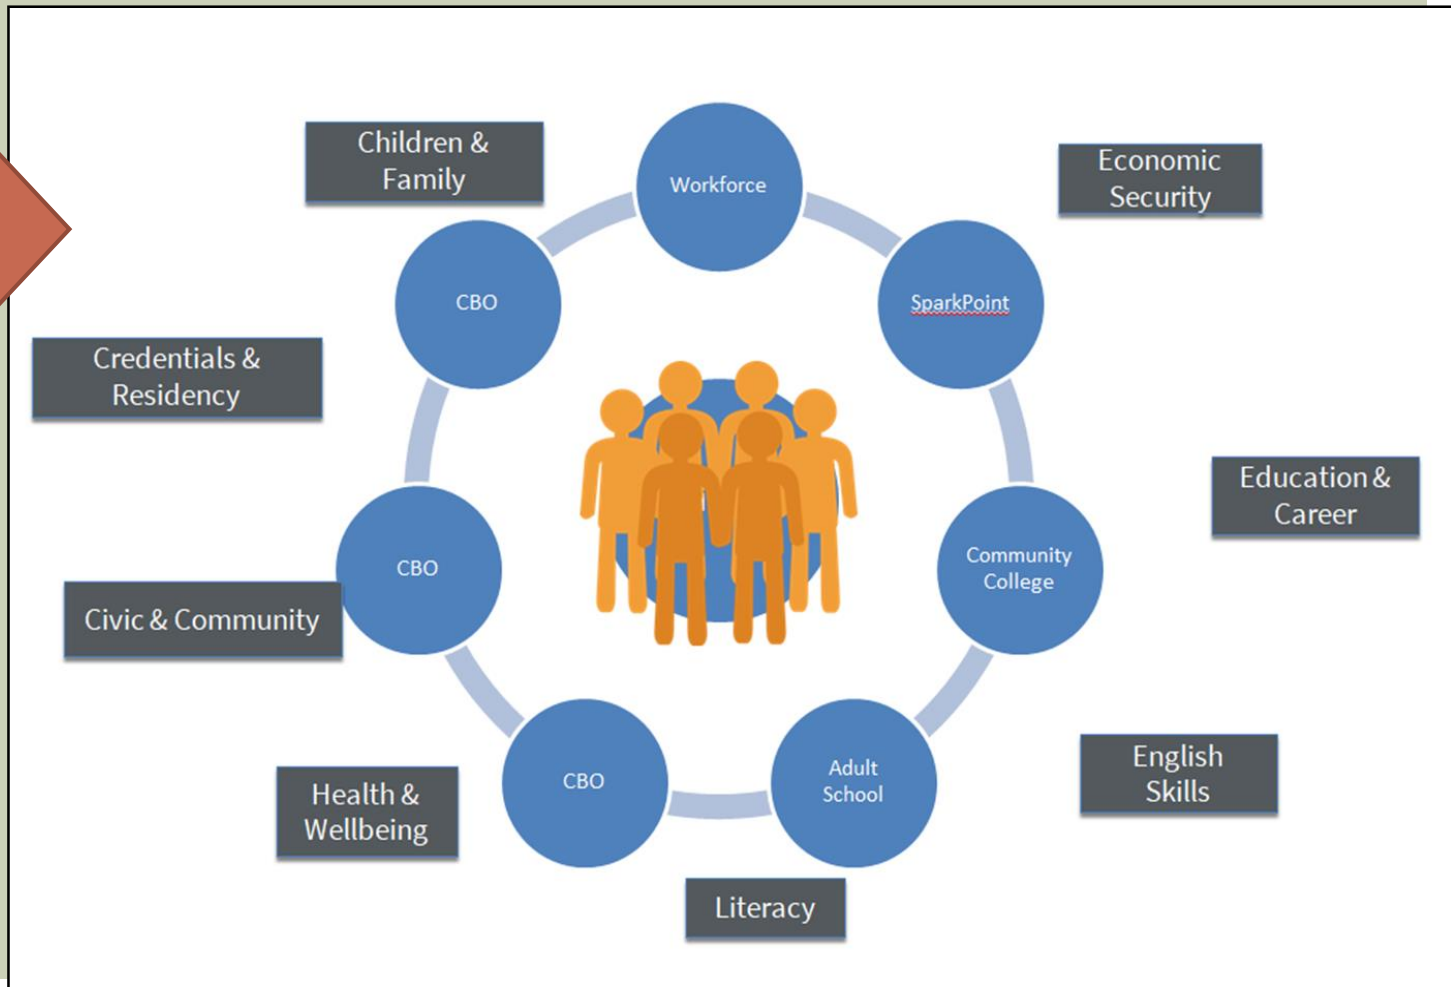 Children &
Family
Workforce
Economic
Security
CBO
SparkPoint
Credentials &
Residency
Education &
Career
CBO
Community
College
Civic & Community
English
Skills
Health &
Wellbeing
CBO
Adult
School
Literacy